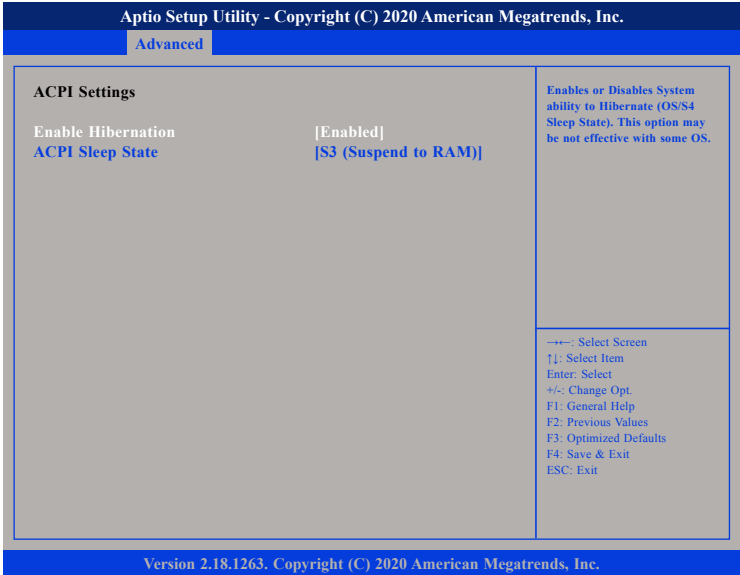 Aptio Setup Utility - Copyright (C) 2020 American Megatrends, Inc.
Advanced
ACPI Settings
Enable Hibernation [Enabled]
ACPI Sleep State [S3 (Suspend to RAM)]
Enables or Disables System
ability to Hibernate (OS/S4
Sleep State). This option may
be not effective with some OS.
→←: Select Screen
↑↓: Select Item
Enter: Select
+/-: Change Opt.
F1: General Help
F2: Previous Values
F3: Optimized Defaults
F4: Save & Exit
ESC: Exit
Version 2.18.1263. Copyright (C) 2020 American Megatrends, Inc.